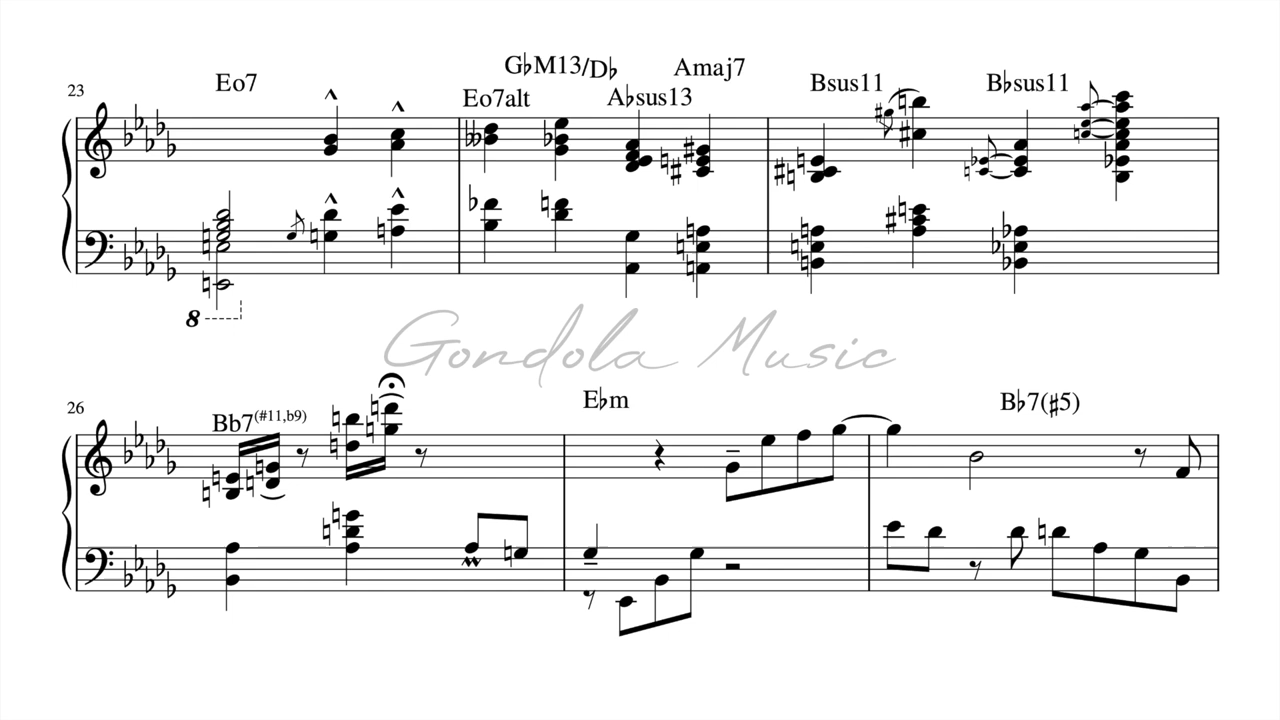 23
Eo7
Eo7alt
G♭M13/D♭
A♭sus13
Amaj7
Bsus11
B♭sus11
8
Gondola Music
26
Bb7(#11,b9)
E♭m
B♭7(♯5)